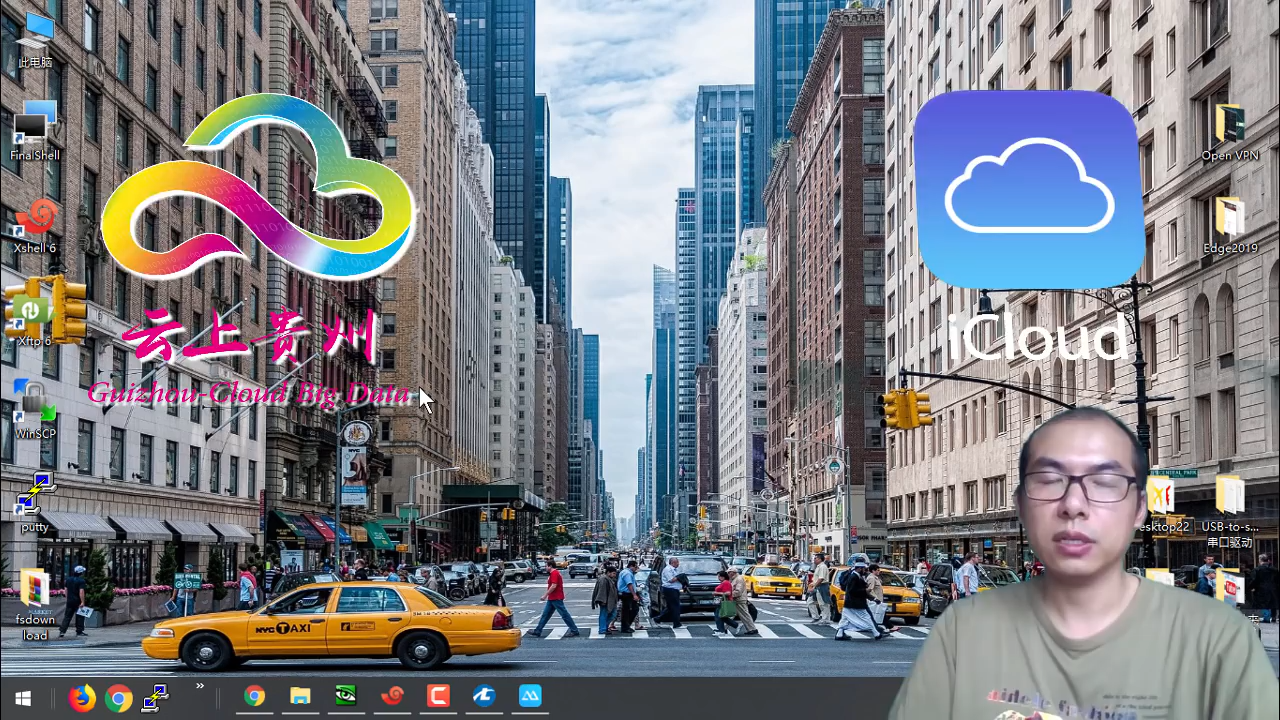 此电脑
FinalShell
Xshell 6
Xftp 6
WinSCP
putty
fsdown
load
云上贵州
Guizhou-Cloud Big Data
NYC TAXI
iCloud
Open VPN
Edge2019
esktop22
USB-to-s...
串口驱动